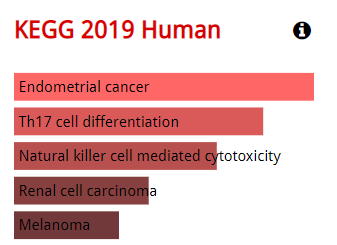 KEGG 2019 Human
Endometrial cancer
Th17 cell differentiation
Natural killer cell mediated cytotoxicity
Renal cell carcinoma
Melanoma